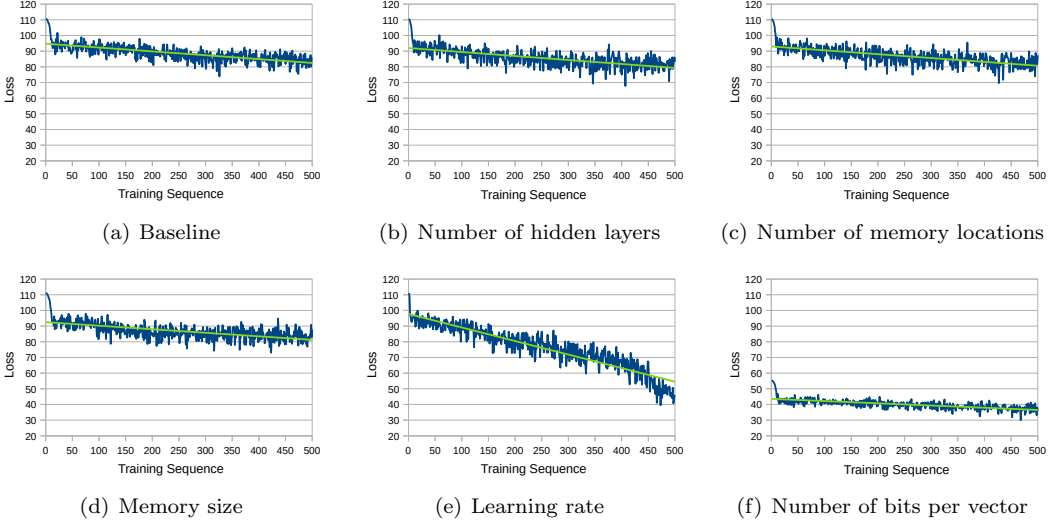 120
110
100
90
80
70
60
50
40
30
20
Loss
0 50 100 150 200 250 300 350 400 450 500
Training Sequence
(a) Baseline
120
110
100
90
80
70
60
50
40
30
20
Loss
0 50 100 150 200 250 300 350 400 450 500
Training Sequence
(b) Number of hidden layers
120
110
100
90
80
70
60
50
40
30
20
Loss
0 50 100 150 200 250 300 350 400 450 500
Training Sequence
(c) Number of memory locations
120
110
100
90
80
70
60
50
40
30
20
Loss
0 50 100 150 200 250 300 350 400 450 500
Training Sequence
(d) Memory size
120
110
100
90
80
70
60
50
40
30
20
Loss
0 50 100 150 200 250 300 350 400 450 500
Training Sequence
(e) Learning rate
120
110
100
90
80
70
60
50
40
30
20
Loss
0 50 100 150 200 250 300 350 400 450 500
Training Sequence
(f) Number of bits per vector